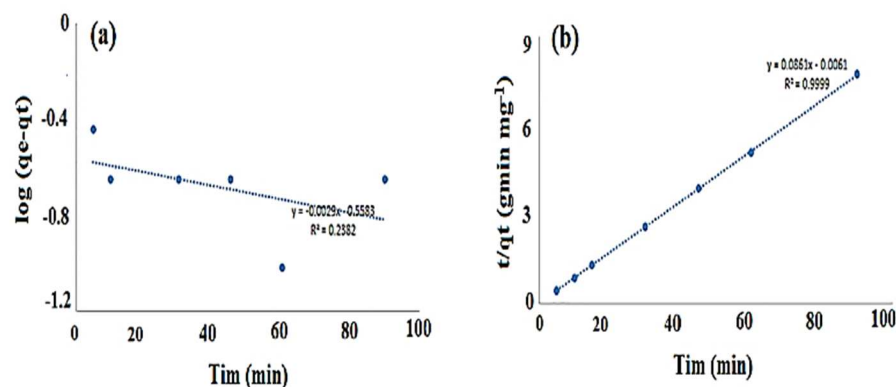 (a)
0
-0.4
-0.8
-1.2
log (qe-qt)
y = -0.0029x - 0.5583
R² = 0.2382
0 20 40 60 80 100
Tim (min)
(b)
9
6
3
0
t/qt (gmin mg⁻¹)
y = 0.0861x - 0.0061
R² = 0.9999
0 20 40 60 80 100
Tim (min)